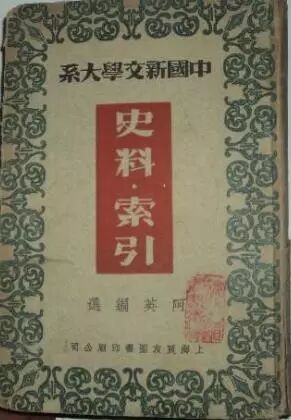 中國新文學大系
史料·索引
阿英編選
上海良友圖書印刷公司